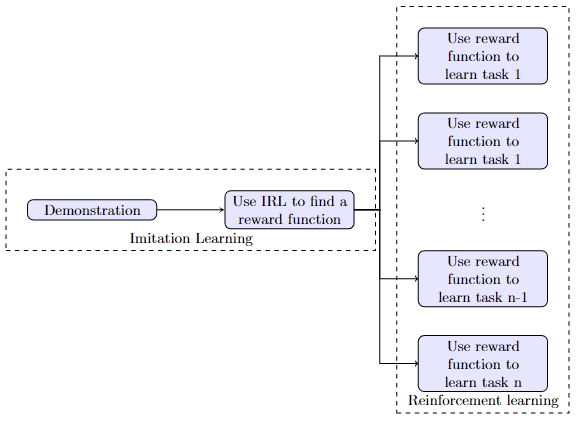 Demonstration
Use IRL to find a
reward function
Imitation Learning
Use reward
function to
learn task 1
Use reward
function to
learn task 1
⋮
Use reward
function to
learn task n-1
Use reward
function to
learn task n
Reinforcement learning